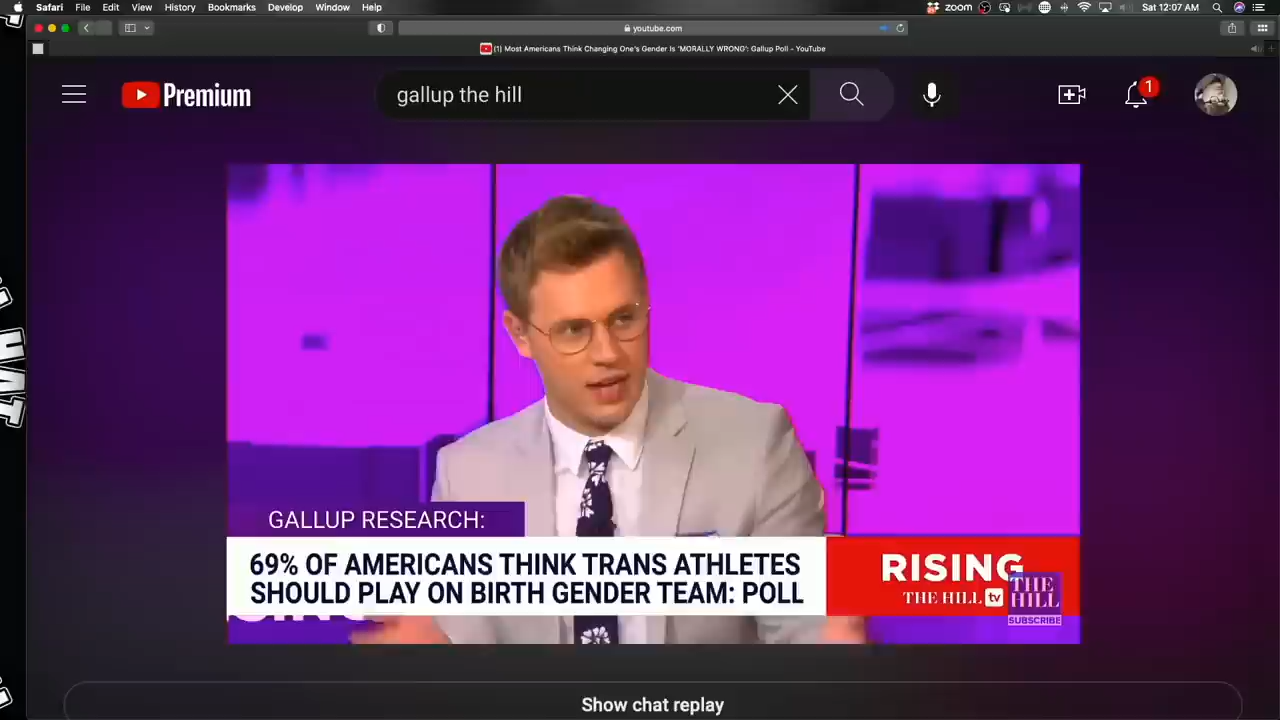 Safari File Edit View History Bookmarks Develop Window Help
zoom Sat 12:07 AM
youtube.com
(1) Most Americans Think Changing One's Gender Is 'MORALLY WRONG': Gallup Poll - YouTube
Premium
gallup the hill
1
GALLUP RESEARCH:
69% OF AMERICANS THINK TRANS ATHLETES
SHOULD PLAY ON BIRTH GENDER TEAM: POLL
RISING
THE HILL tv
THE
HILL
SUBSCRIBE
Show chat replay